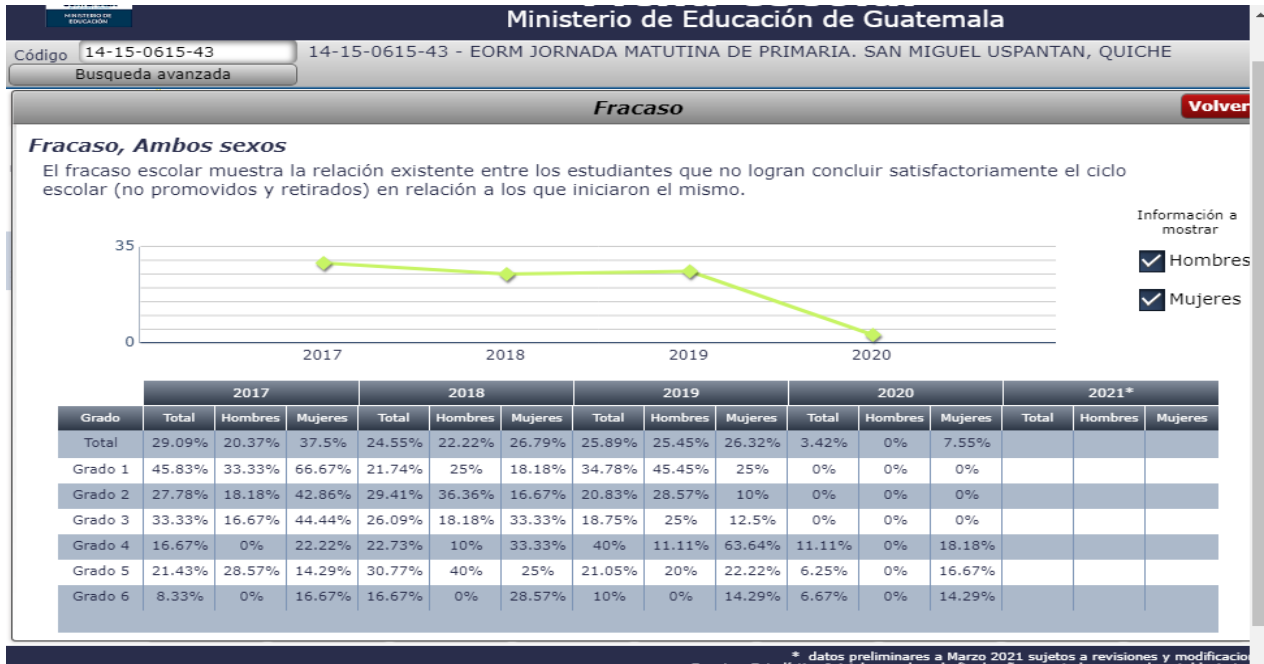 MINISTERIO DE
EDUCACIÓN
Ministerio de Educación de Guatemala
Código 14-15-0615-43 14-15-0615-43 - EORM JORNADA MATUTINA DE PRIMARIA. SAN MIGUEL USPANTAN, QUICHE
Busqueda avanzada
Fracaso Volver
Fracaso, Ambos sexos
El fracaso escolar muestra la relación existente entre los estudiantes que no logran concluir satisfactoriamente el ciclo
escolar (no promovidos y retirados) en relación a los que iniciaron el mismo.
Información a
mostrar
Hombres
Mujeres
35
0
2017 2018 2019 2020
2017 2018 2019 2020 2021*
Grado Total Hombres Mujeres Total Hombres Mujeres Total Hombres Mujeres Total Hombres Mujeres Total Hombres Mujeres
Total 29.09% 20.37% 37.5% 24.55% 22.22% 26.79% 25.89% 25.45% 26.32% 3.42% 0% 7.55%
Grado 1 45.83% 33.33% 66.67% 21.74% 25% 18.18% 34.78% 45.45% 25% 0% 0% 0%
Grado 2 27.78% 18.18% 42.86% 29.41% 36.36% 16.67% 20.83% 28.57% 10% 0% 0% 0%
Grado 3 33.33% 16.67% 44.44% 26.09% 18.18% 33.33% 18.75% 25% 12.5% 0% 0% 0%
Grado 4 16.67% 0% 22.22% 22.73% 10% 33.33% 40% 11.11% 63.64% 11.11% 0% 18.18%
Grado 5 21.43% 28.57% 14.29% 30.77% 40% 25% 21.05% 20% 22.22% 6.25% 0% 16.67%
Grado 6 8.33% 0% 16.67% 16.67% 0% 28.57% 10% 0% 14.29% 6.67% 0% 14.29%
* datos preliminares a Marzo 2021 sujetos a revisiones y modificacio